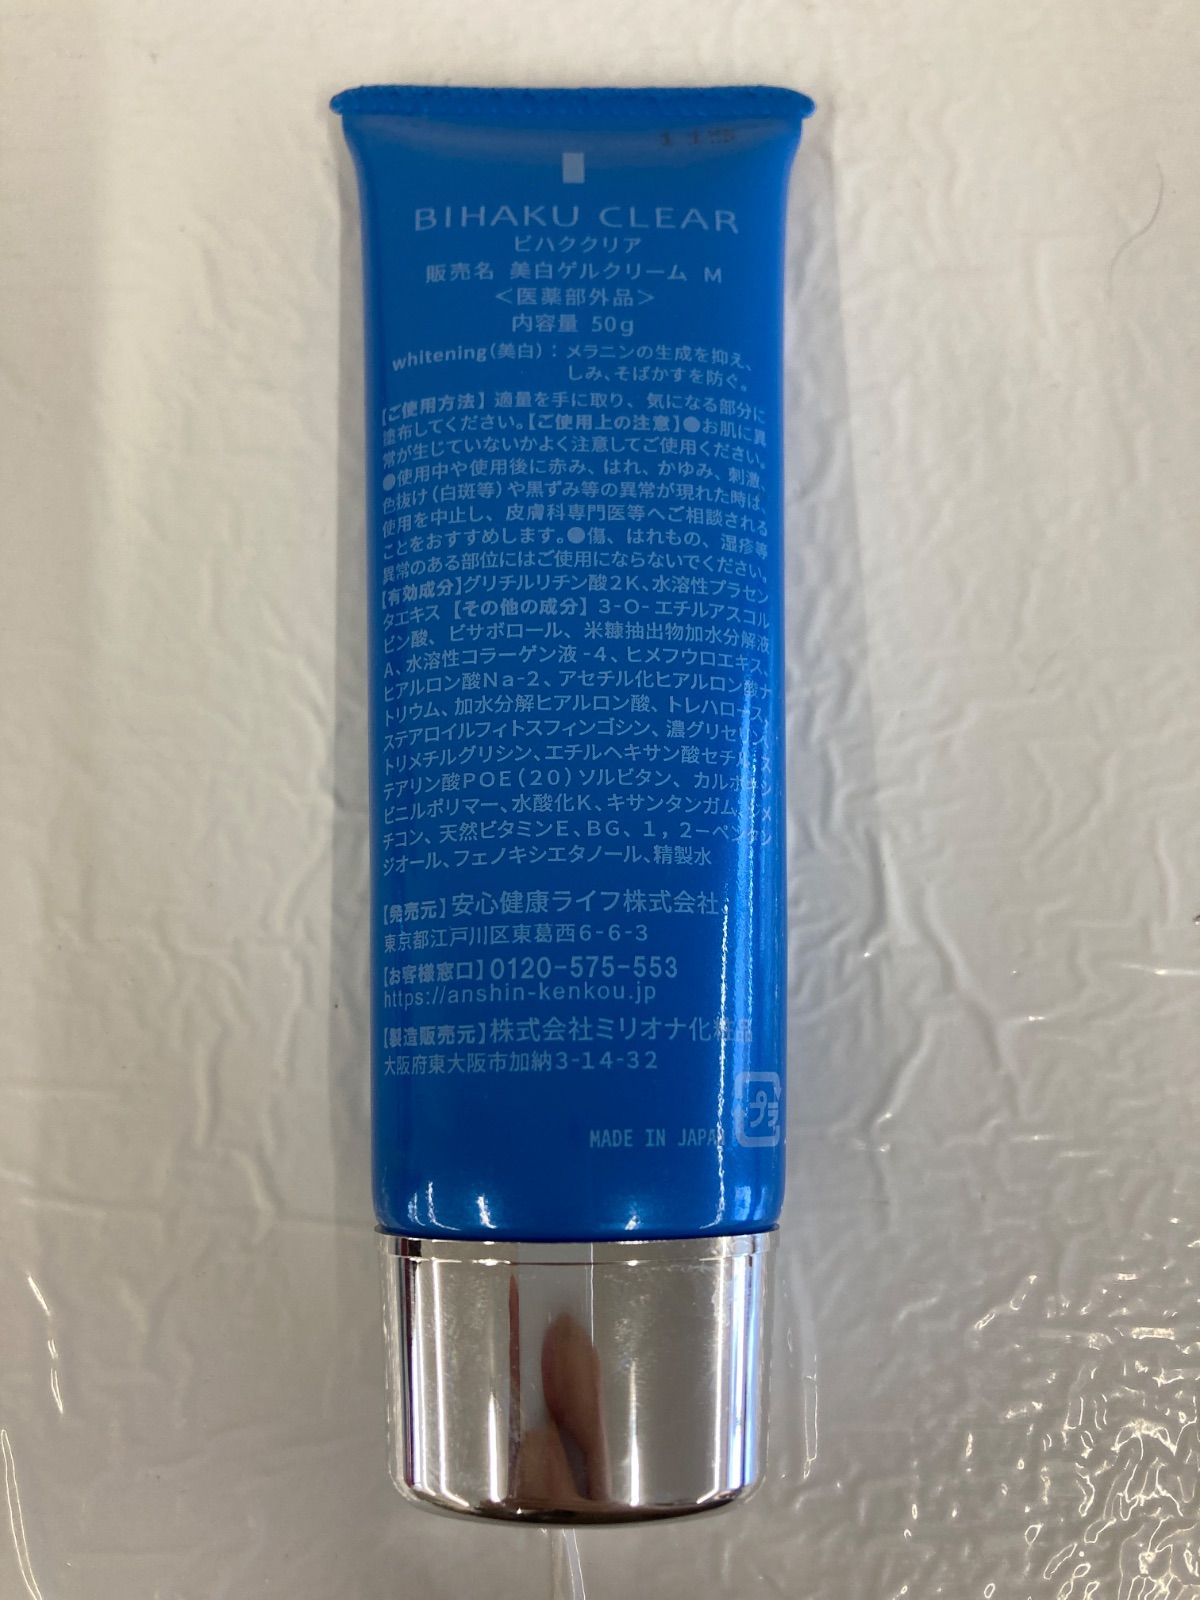 BIHAKU CLEAR
ビハククリア
販売名 美白ゲルクリーム M
＜医薬部外品＞
内容量 50g
whitening(美白)：メラニンの生成を抑え、
しみ、そばかすを防ぐ。
【ご使用方法】適量を手に取り、気になる部分に
塗布してください。【ご使用上の注意】●お肌に異
常が生じていないかよく注意してご使用ください。
●使用中や使用後に赤み、はれ、かゆみ、刺激、
色抜け(白斑等)や黒ずみ等の異常が現れた時は、
使用を中止し、皮膚科専門医等へご相談される
ことをおすすめします。●傷、はれもの、湿疹等
異常のある部位にはご使用にならないでください。
【有効成分】グリチルリチン酸2K、水溶性プラセン
タエキス【その他の成分】3-O-エチルアスコル
ビン酸、ビサボロール、米糠抽出物加水分解液
A、水溶性コラーゲン液-4、ヒメフウロエキス、
ヒアルロン酸Na-2、アセチル化ヒアルロン酸ナ
トリウム、加水分解ヒアルロン酸、トレハロース、
ステアロイルフィトスフィンゴシン、濃グリセリン、
トリメチルグリシン、エチルヘキサン酸セチル、ス
テアリン酸POE(20)ソルビタン、カルボキシ
ビニルポリマー、水酸化K、キサンタンガム、ジメ
チコン、天然ビタミンE、BG、1，2－ペンタン
ジオール、フェノキシエタノール、精製水
【発売元】安心健康ライフ株式会社
東京都江戸川区東葛西6-6-3
【お客様窓口】0120-575-553
https://anshin-kenkou.jp
【製造販売元】株式会社ミリオナ化粧品
大阪府東大阪市加納3-14-32
プラ
MADE IN JAPAN